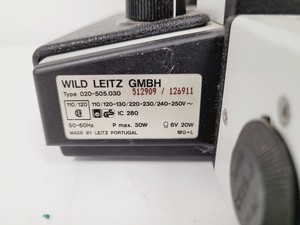 WILD LEITZ GMBH
Type 020-505.030 512909 / 126911
110/120 110/120-130/220-230/240-250V~
IC 280
50-60Hz P max. 30W 6V 20W
MADE BY LEITZ PORTUGAL M G+L